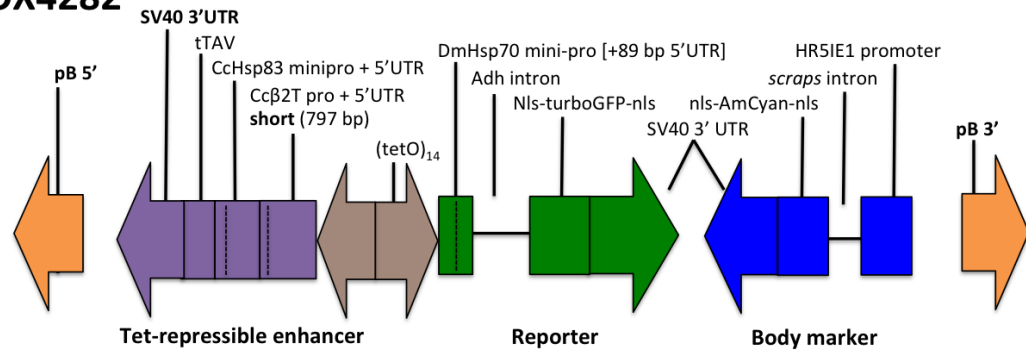 OX4282
SV40 3'UTR
tTAV
pB 5'
CcHsp83 minipro + 5'UTR
Ccβ2T pro + 5'UTR
short (797 bp)
(tetO)14
DmHsp70 mini-pro [+89 bp 5'UTR]
Adh intron
Nls-turoGFP-nls
nls-AmCyan-nls
SV40 3' UTR
HR5IE1 promoter
scraps intron
pB 3'
Tet-repressible enhancer
Reporter
Body marker